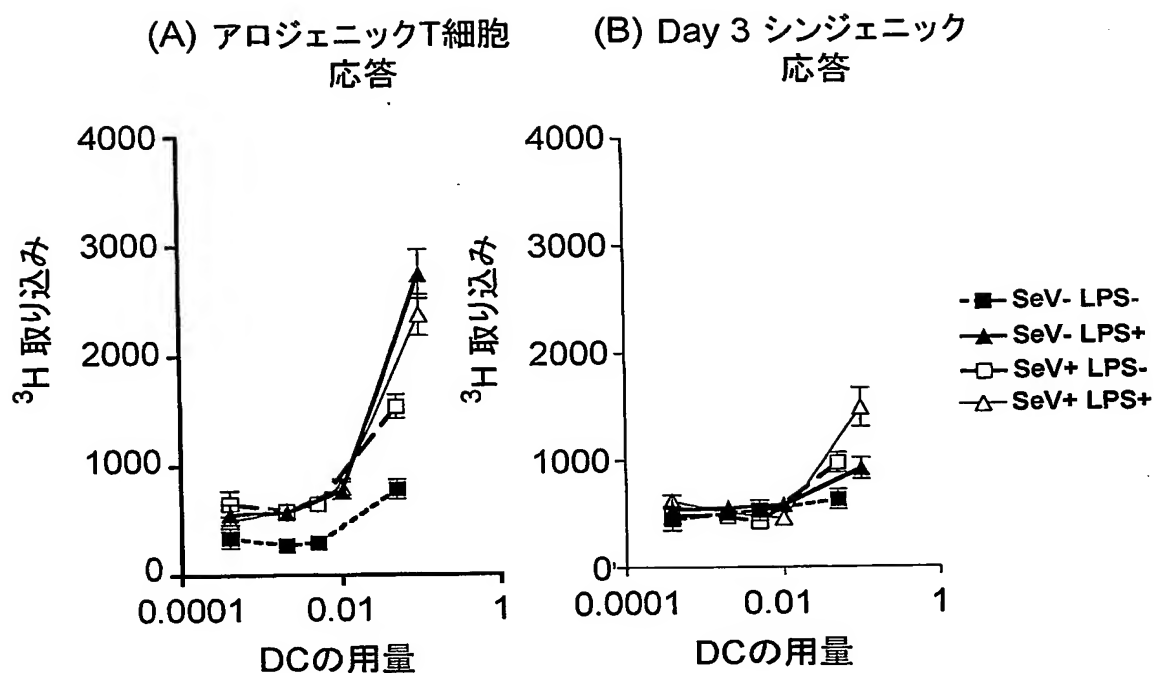 (A) アロジェニックT細胞
応答
4000
3000
2000
1000
0
³H 取り込み
0.0001
0.01
1
DCの用量
(B) Day 3 シンジェニック
応答
4000
3000
2000
1000
0
³H 取り込み
0.0001
0.01
1
DCの用量
SeV- LPS-
SeV- LPS+
SeV+ LPS-
SeV+ LPS+